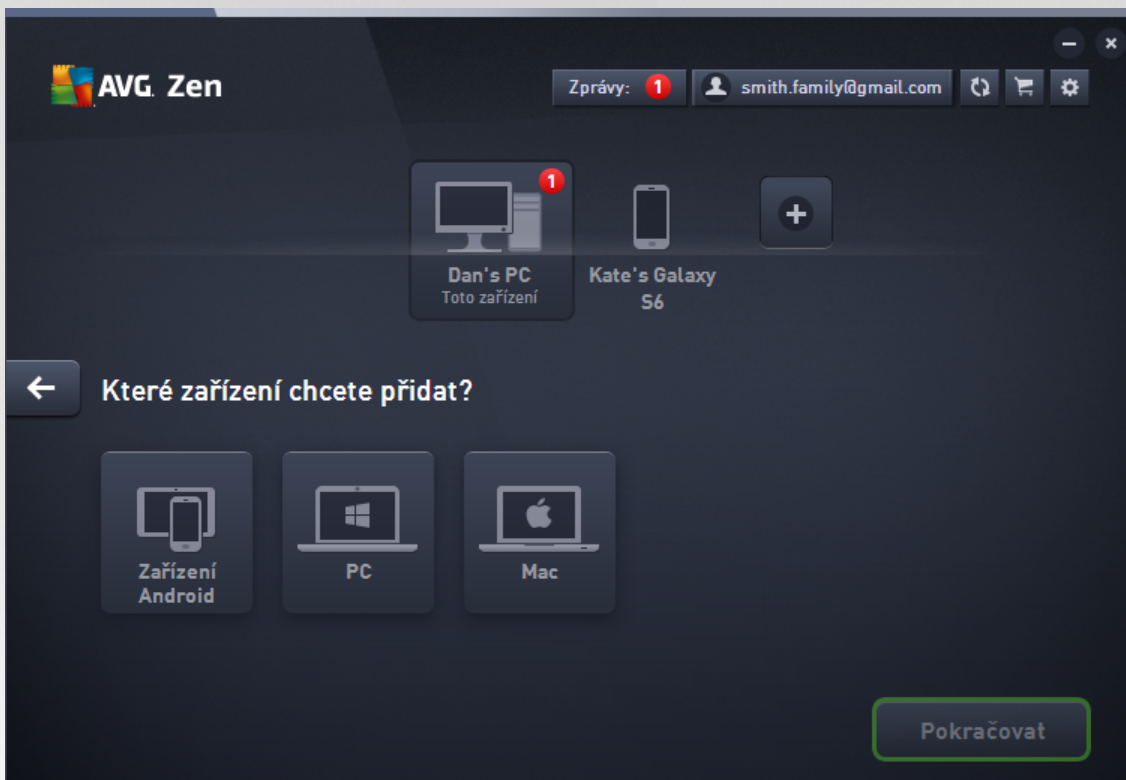 AVG. Zen
Zprávy: 1
smith.family@gmail.com
1
Dan's PC
Toto zařízení
Kate's Galaxy
S6
Které zařízení chcete přidat?
Zařízení
Android
PC
Mac
Pokračovat